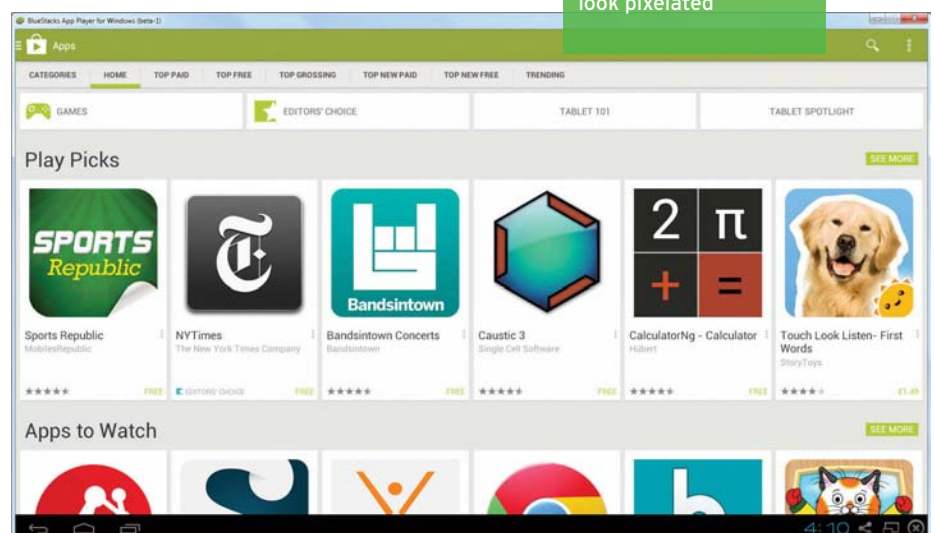 look pixelated
BlueStacks App Player for Windows (beta-1)
Apps
CATEGORIES HOME TOP PAID TOP FREE TOP GROSSING TOP NEW PAID TOP NEW FREE TRENDING
GAMES EDITORS' CHOICE TABLET 101 TABLET SPOTLIGHT
Play Picks SEE MORE
SPORTS
Republic
T
Bandsintown
2 π
+ =
Sports Republic NYTimes Bandsintown Concerts Caustic 3 CalculatorNg - Calculator Touch Look Listen- First
Words
MobilesRepublic The New York Times Company Bandsintown Single Cell Software Hübert StoryToys
FREE EDITORS' CHOICE FREE FREE FREE FREE £1.49
Apps to Watch SEE MORE
4:10